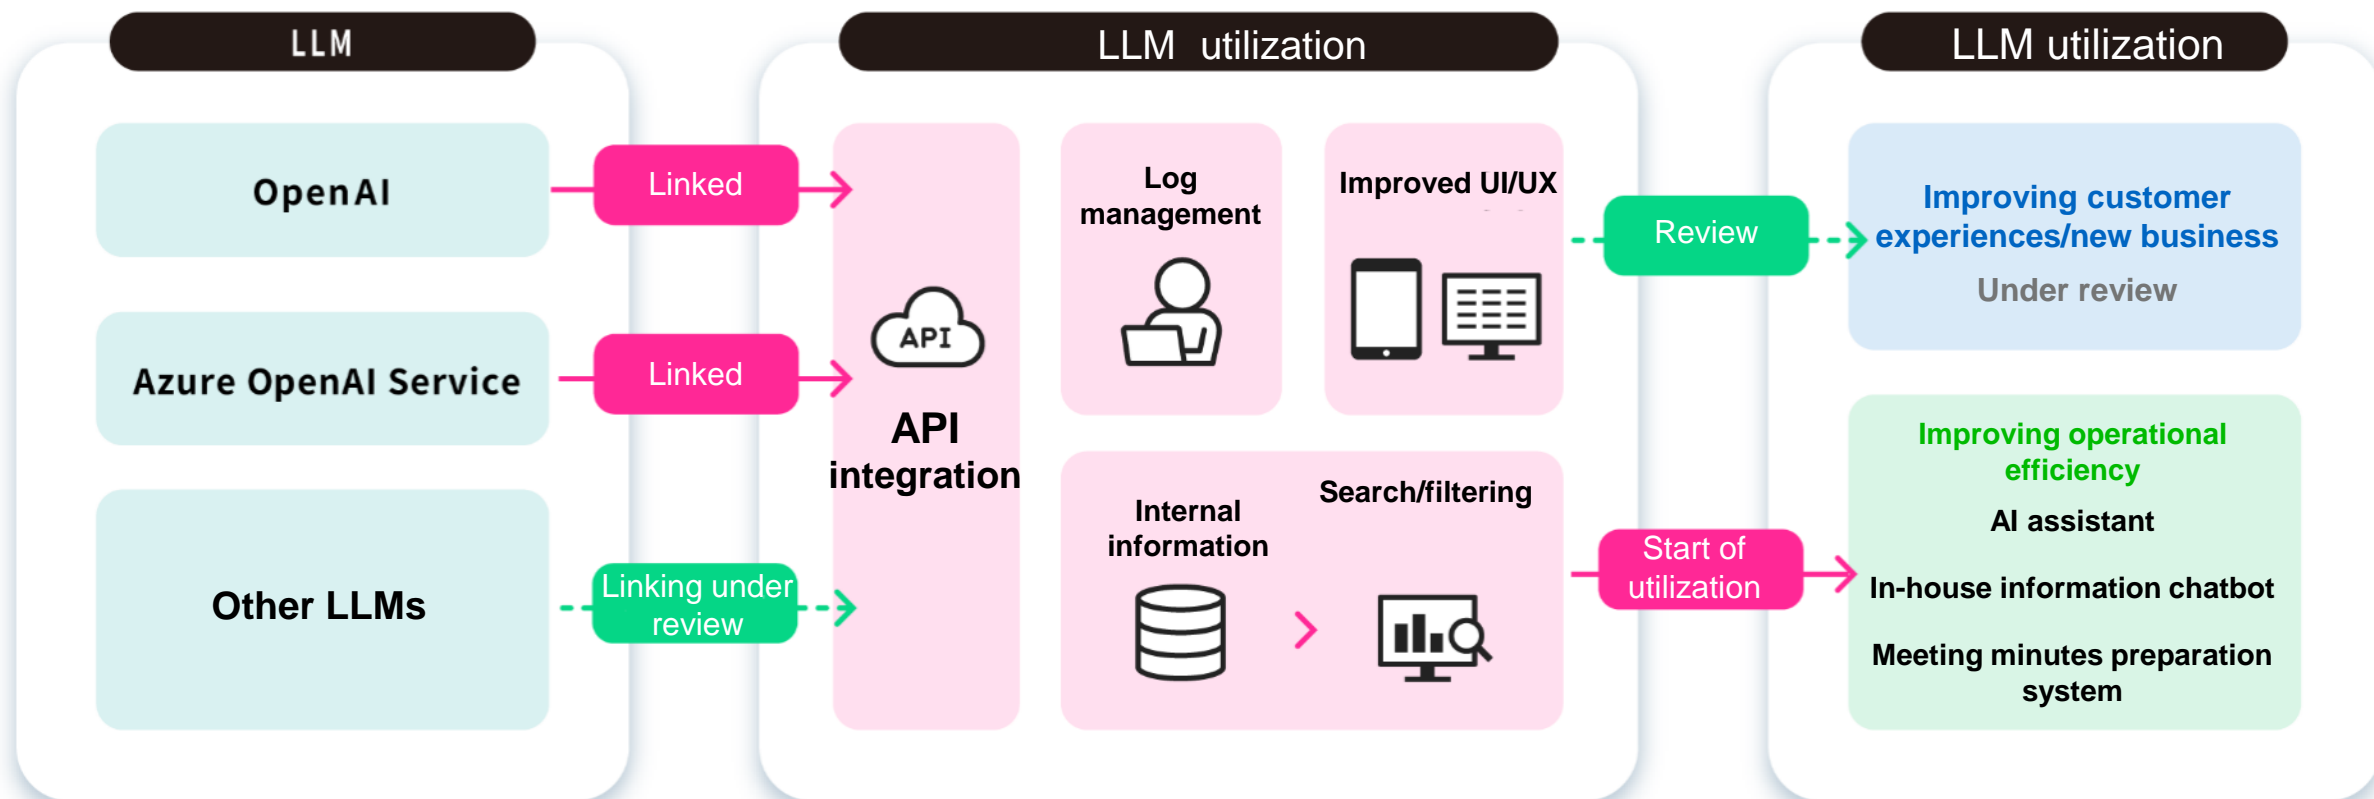 LLM
OpenAI
Azure OpenAI Service
Other LLMs
Linked
Linked
Linking under
review
LLM utilization
API
API
integration
Log
management
Improved UI/UX
Internal
information
Search/filtering
Review
Start of
utilization
LLM utilization
Improving customer
experiences/new business
Under review
Improving operational
efficiency
AI assistant
In-house information chatbot
Meeting minutes preparation
system